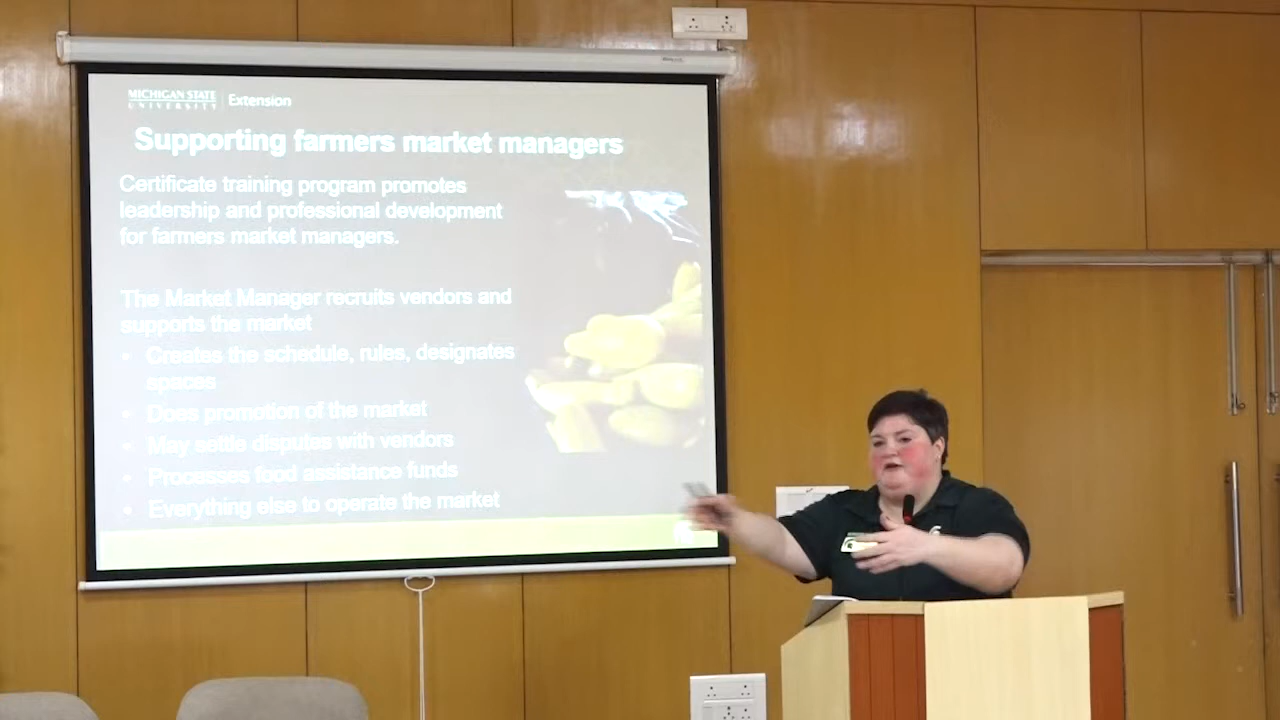 MICHIGAN STATE
UNIVERSITY
Extension
Supporting farmers market managers
Certificate training program promotes
leadership and professional development
for farmers market managers.
The Market Manager recruits vendors and
supports the market
• Creates the schedule, rules, designates
spaces
• Does promotion of the market
• May settle disputes with vendors
• Processes food assistance funds
• Everything else to operate the market